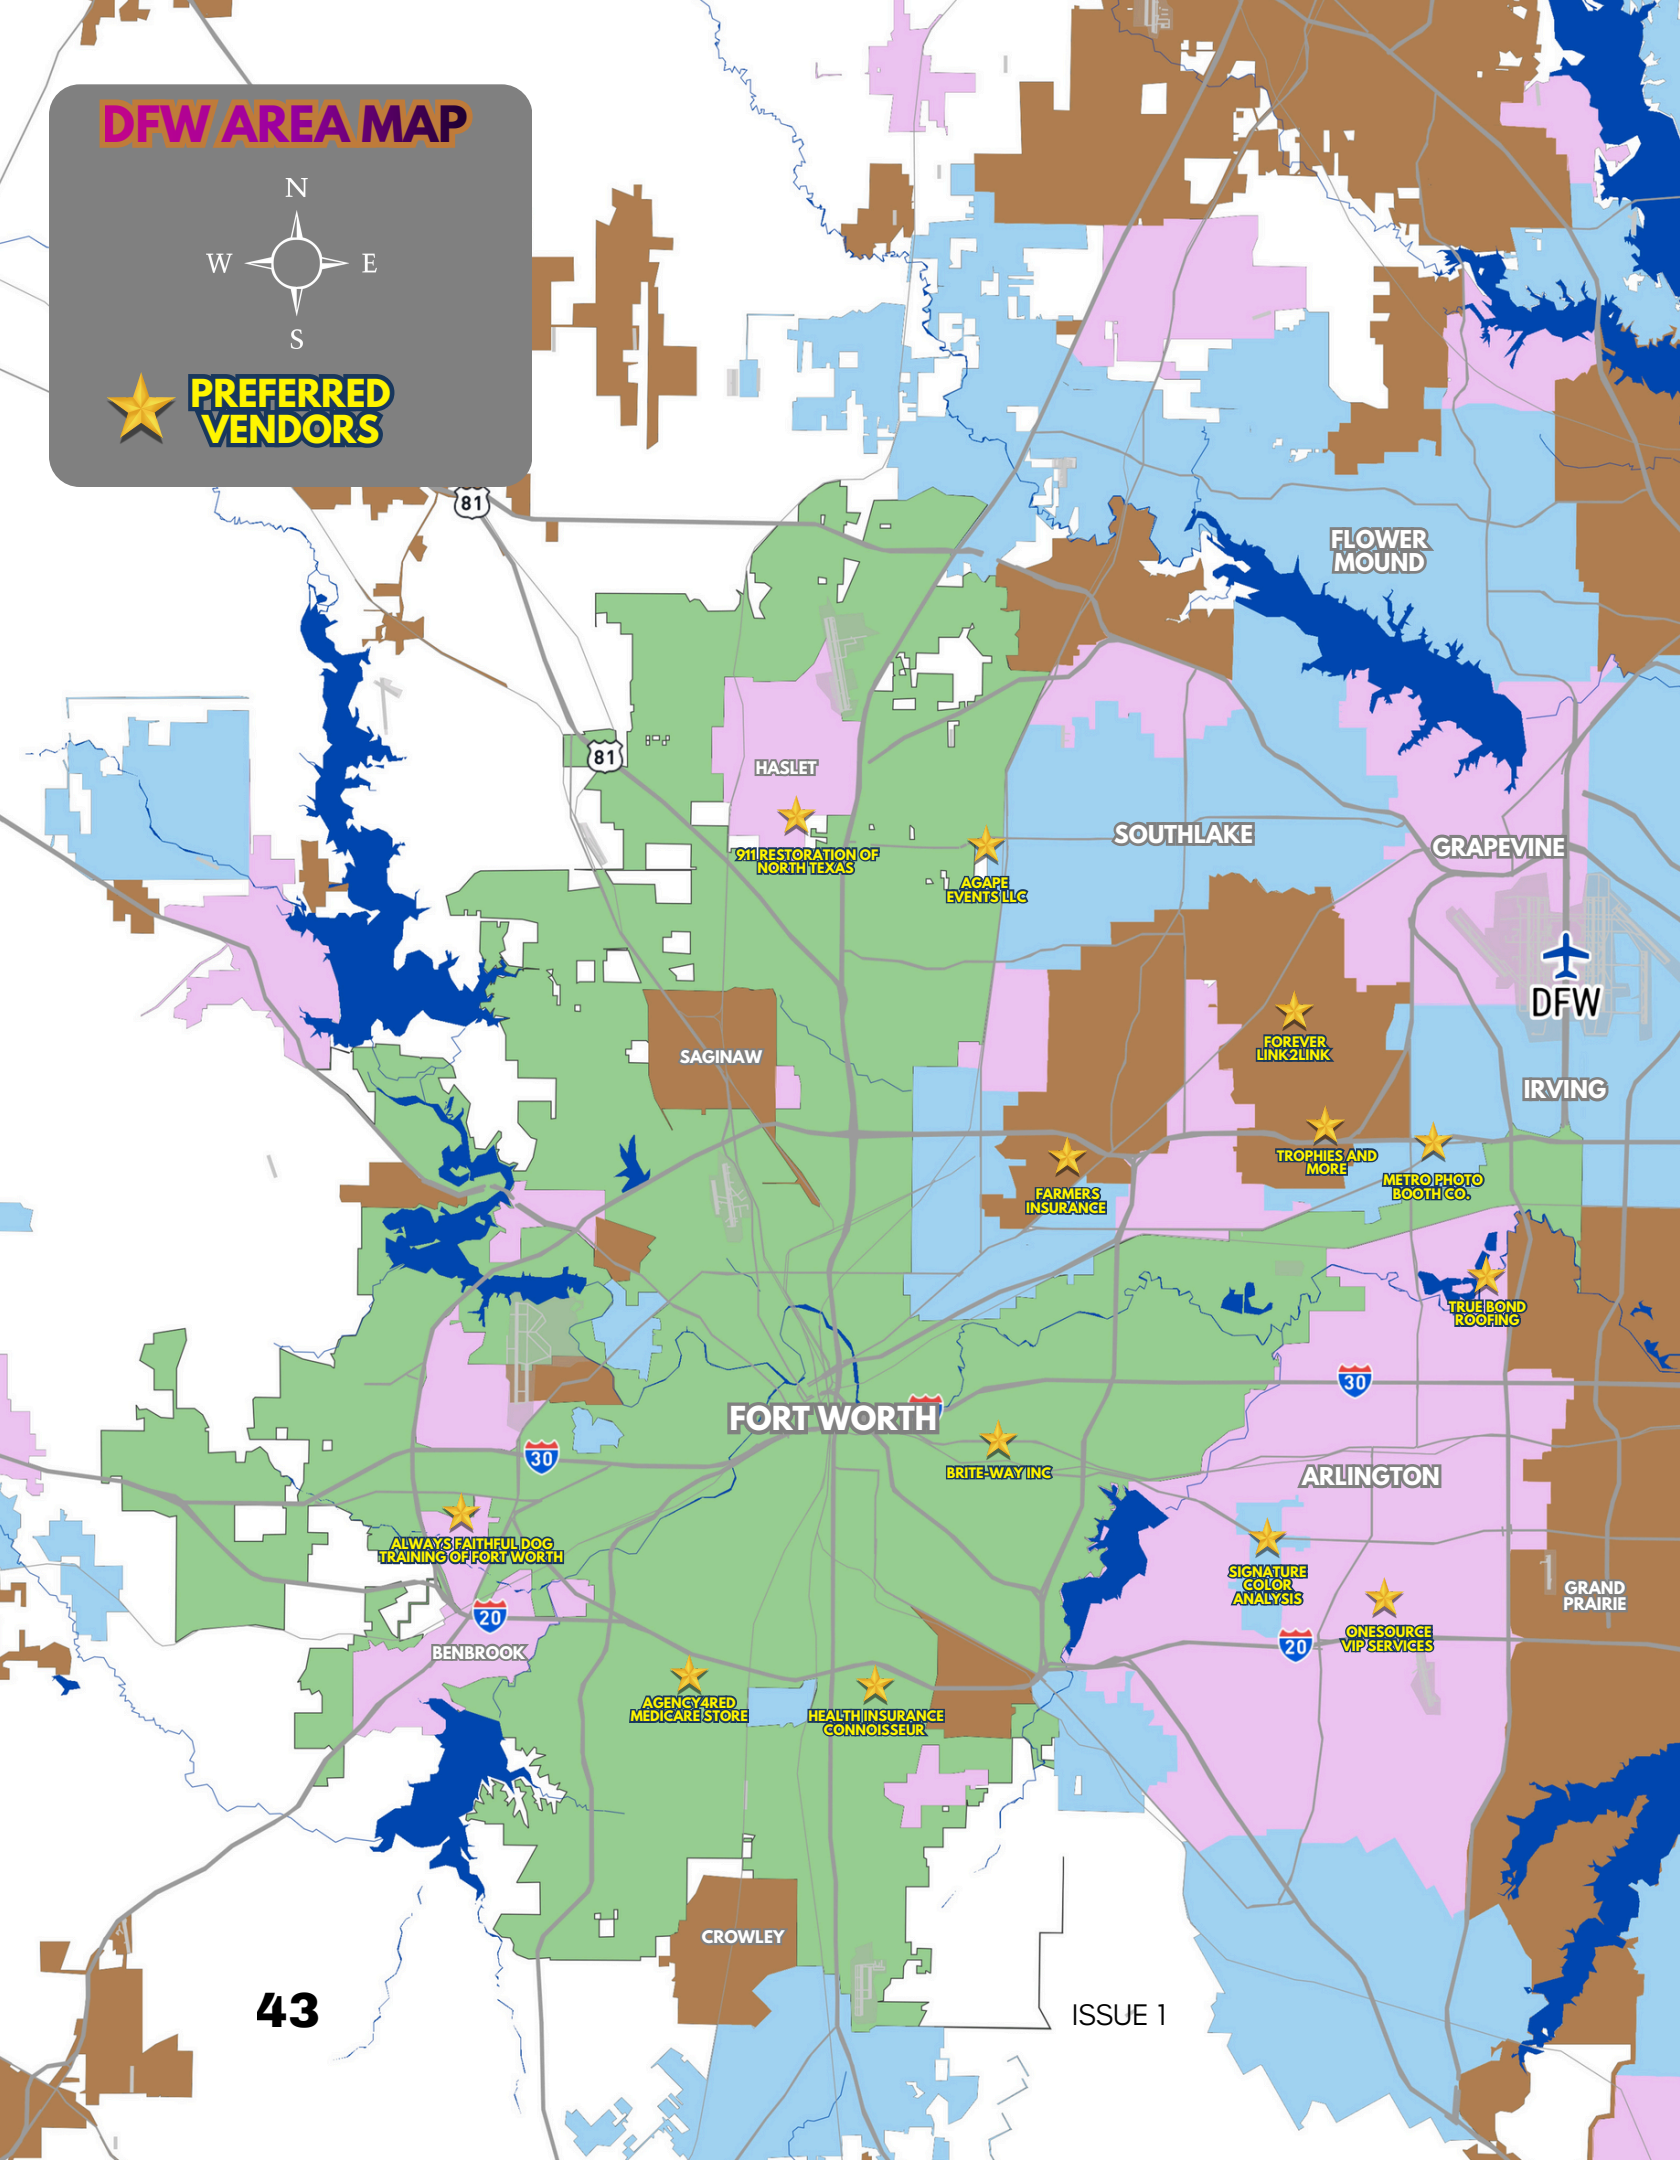 DFW AREA MAP
N
W
E
S
PREFERRED
VENDORS
81
FLOWER
MOUND
81
HASLET
911 RESTORATION OF
NORTH TEXAS
AGAPE
EVENTS LLC
SOUTHLAKE
GRAPEVINE
DFW
SAGINAW
FOREVER
LINK2LINK
IRVING
TROPHIES AND
MORE
METRO PHOTO
BOOTH CO.
FARMERS
INSURANCE
TRUE BOND
ROOFING
30
FORT WORTH
30
BRITE-WAY INC
ARLINGTON
ALWAYS FAITHFUL DOG
TRAINING OF FORT WORTH
SIGNATURE
COLOR
ANALYSIS
GRAND
PRAIRIE
20
ONESOURCE
VIP SERVICES
20
BENBROOK
AGENCY4RED
MEDICARE STORE
HEALTH INSURANCE
CONNOISSEUR
CROWLEY
43
ISSUE 1